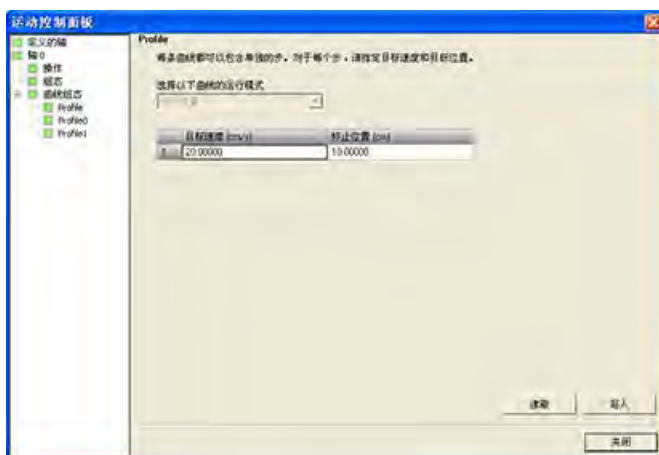 运动控制面板
定义的轴
轴 0
操作
组态
曲线组态
Profile
Profile0
Profile1
Profile
每条曲线都可以包含单独的步。对于每个步，请指定目标速度和目标位置。
选择以下曲线的运行模式
目标速度 (cm/s) 终止位置 (cm)
20.00000 10.00000
读取 写入
关闭